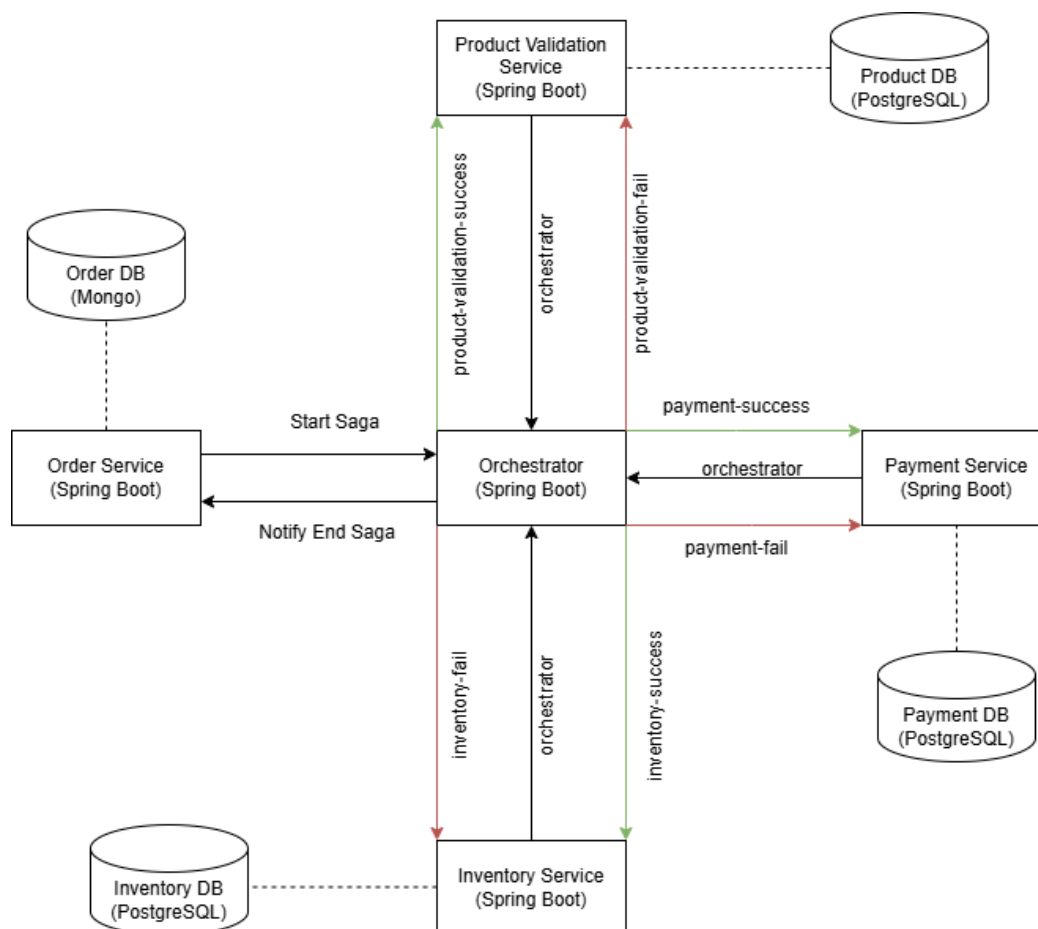 Product Validation
Service
(Spring Boot)
Product DB
(PostgreSQL)
product-validation-success
orchestrator
product-validation-fail
Order DB
(Mongo)
Start Saga
payment-success
Order Service
(Spring Boot)
Orchestrator
(Spring Boot)
orchestrator
Payment Service
(Spring Boot)
Notify End Saga
payment-fail
inventory-fail
orchestrator
inventory-success
Payment DB
(PostgreSQL)
Inventory DB
(PostgreSQL)
Inventory Service
(Spring Boot)